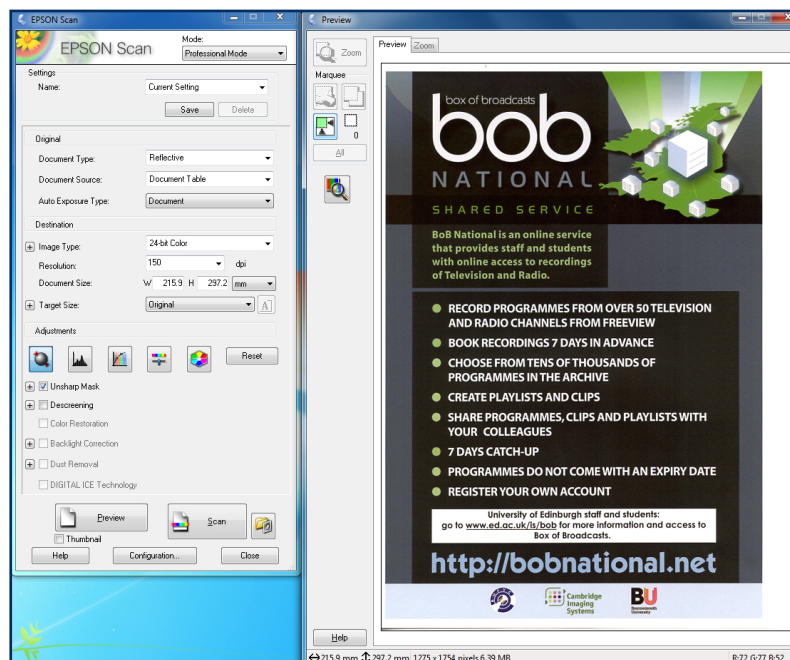 EPSON Scan
EPSON Scan
Mode:
Professional Mode
Settings
Name:
Current Setting
Save
Delete
Original
Document Type:
Reflective
Document Source:
Document Table
Auto Exposure Type:
Document
Destination
Image Type:
24-bit Color
Resolution:
150
dpi
Document Size:
W 215.9 H 297.2 mm
Target Size:
Original
Adjustments
Reset
Unsharp Mask
Descreening
Color Restoration
Backlight Correction
Dust Removal
DIGITAL ICE Technology
Preview
Scan
Thumbnail
Help
Configuration...
Close
Preview
Zoom
Marquee
0
All
Help
Preview
Zoom
box of broadcasts
bob
NATIONAL
SHARED SERVICE
BoB National is an online service
that provides staff and students
with online access to recordings
of Television and Radio.
RECORD PROGRAMMES FROM OVER 50 TELEVISION
AND RADIO CHANNELS FROM FREEVIEW
BOOK RECORDINGS 7 DAYS IN ADVANCE
CHOOSE FROM TENS OF THOUSANDS OF
PROGRAMMES IN THE ARCHIVE
CREATE PLAYLISTS AND CLIPS
SHARE PROGRAMMES, CLIPS AND PLAYLISTS WITH
YOUR COLLEAGUES
7 DAYS CATCH-UP
PROGRAMMES DO NOT COME WITH AN EXPIRY DATE
REGISTER YOUR OWN ACCOUNT
University of Edinburgh staff and students:
go to www.ed.ac.uk/is/bob for more information and access to
Box of Broadcasts.
http://bobnational.net
Cambridge
Imaging
Systems
BU
Bournemouth
University
215.9 mm 297.2 mm 1275 x 1754 pixels 6.39 MB
R:72 G:77 B:52